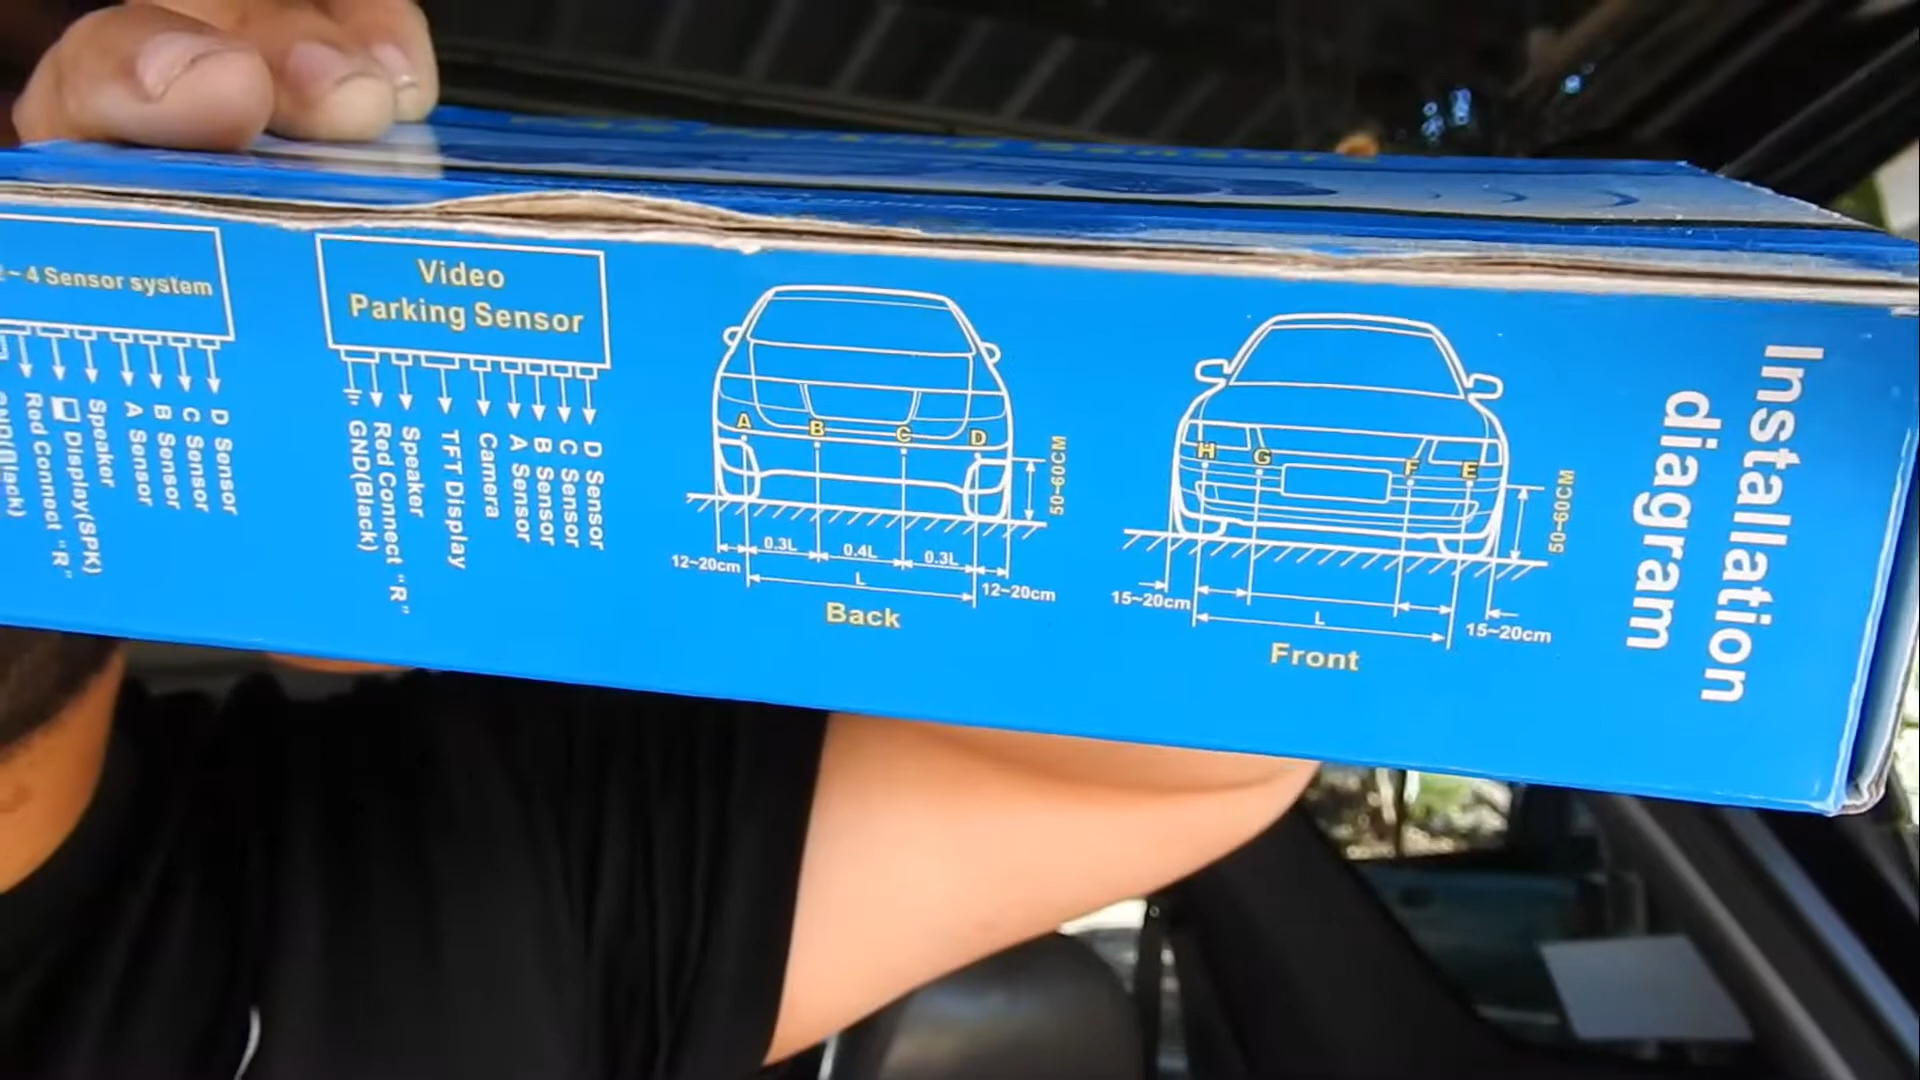 4 Sensor system
Red Connect "R"
Display(SPK)
Speaker
A Sensor
B Sensor
C Sensor
D Sensor
Video
Parking Sensor
GND(Black)
Red Connect "R"
Speaker
TFT Display
Camera
A Sensor
B Sensor
C Sensor
D Sensor
A B C D
50-60CM
0.3L 0.4L 0.3L
12~20cm L 12~20cm
Back
H G F E
50-60CM
15~20cm L 15~20cm
Front
Installation
diagram